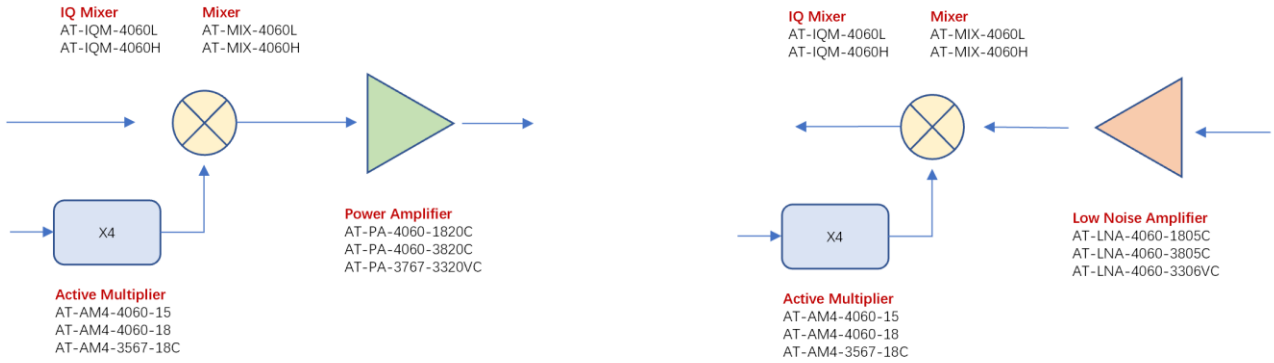 IQ Mixer
AT-IQM-4060L
AT-IQM-4060H
Mixer
AT-MIX-4060L
AT-MIX-4060H
X4
Power Amplifier
AT-PA-4060-1820C
AT-PA-4060-3820C
AT-PA-3767-3320VC
Active Multiplier
AT-AM4-4060-15
AT-AM4-4060-18
AT-AM4-3567-18C
IQ Mixer
AT-IQM-4060L
AT-IQM-4060H
Mixer
AT-MIX-4060L
AT-MIX-4060H
X4
Low Noise Amplifier
AT-LNA-4060-1805C
AT-LNA-4060-3805C
AT-LNA-4060-3306VC
Active Multiplier
AT-AM4-4060-15
AT-AM4-4060-18
AT-AM4-3567-18C